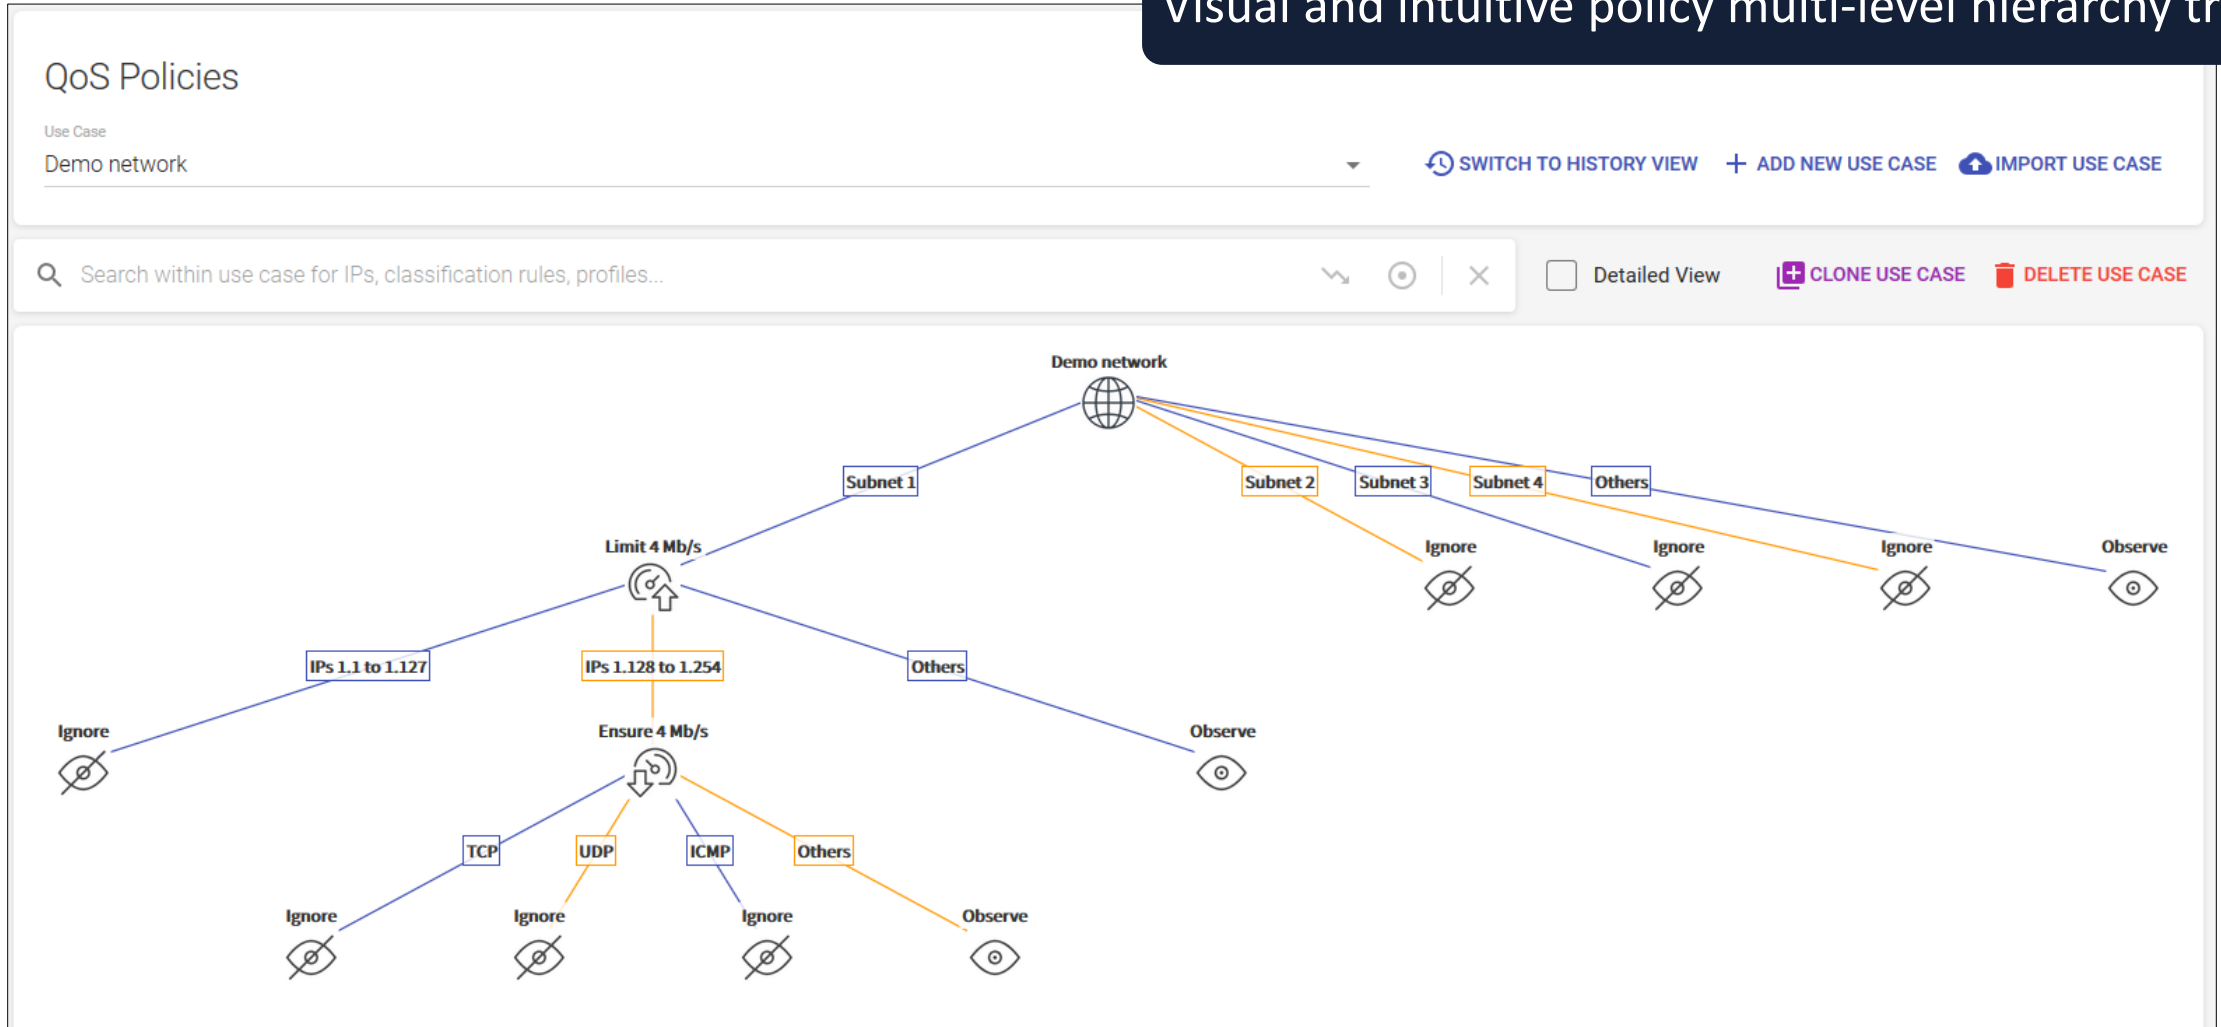 Visual and intuitive policy multi-level hierarchy
QoS Policies
Use Case
Demo network
SWITCH TO HISTORY VIEW
ADD NEW USE CASE
IMPORT USE CASE
Search within use case for IPs, classification rules, profiles...
Detailed View
CLONE USE CASE
DELETE USE CASE
Demo network
Subnet 1
Subnet 2
Subnet 3
Subnet 4
Others
Limit 4 Mb/s
Ignore
Ignore
Ignore
Observe
IPs 1.1 to 1.127
IPs 1.128 to 1.254
Others
Ignore
Ensure 4 Mb/s
Observe
TCP
UDP
ICMP
Others
Ignore
Ignore
Ignore
Observe